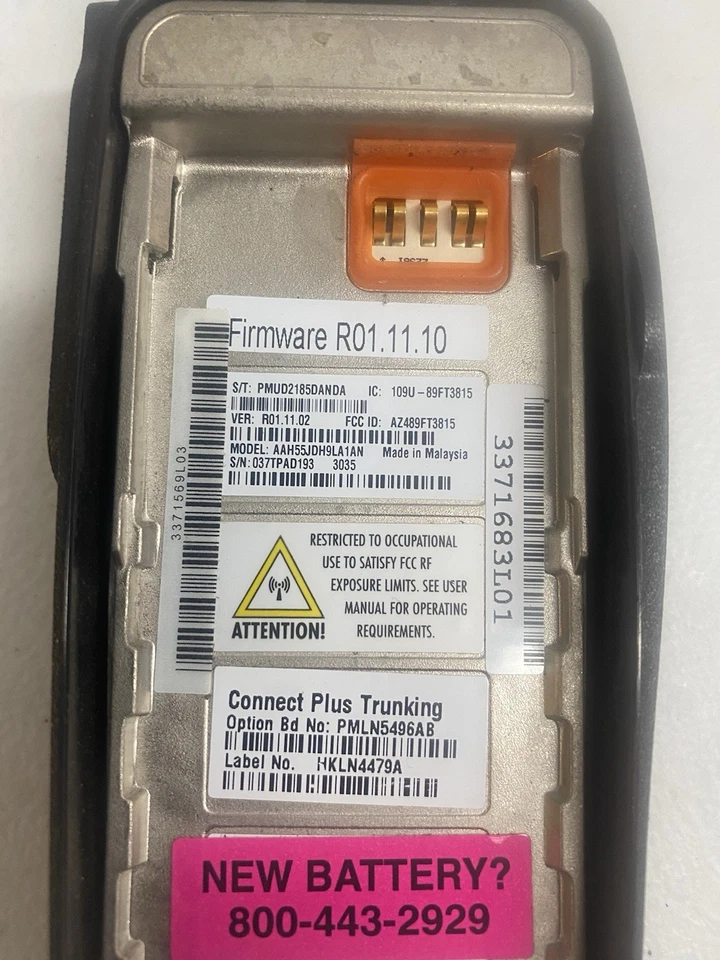 Firmware R01.11.10
S/T: PMUD2185DANDA IC: 109U-89FT3815
VER: R01.11.02 FCC ID: AZ489FT3815
MODEL: AAH55JDH9LA1AN Made in Malaysia
S/N: 037TPAD193 3035
3371569L03
3371683L01
RESTRICTED TO OCCUPATIONAL
USE TO SATISFY FCC RF
EXPOSURE LIMITS. SEE USER
MANUAL FOR OPERATING
REQUIREMENTS.
ATTENTION!
Connect Plus Trunking
Option Bd No: PMLN5496AB
Label No. HKLN4479A
NEW BATTERY?
800-443-2929